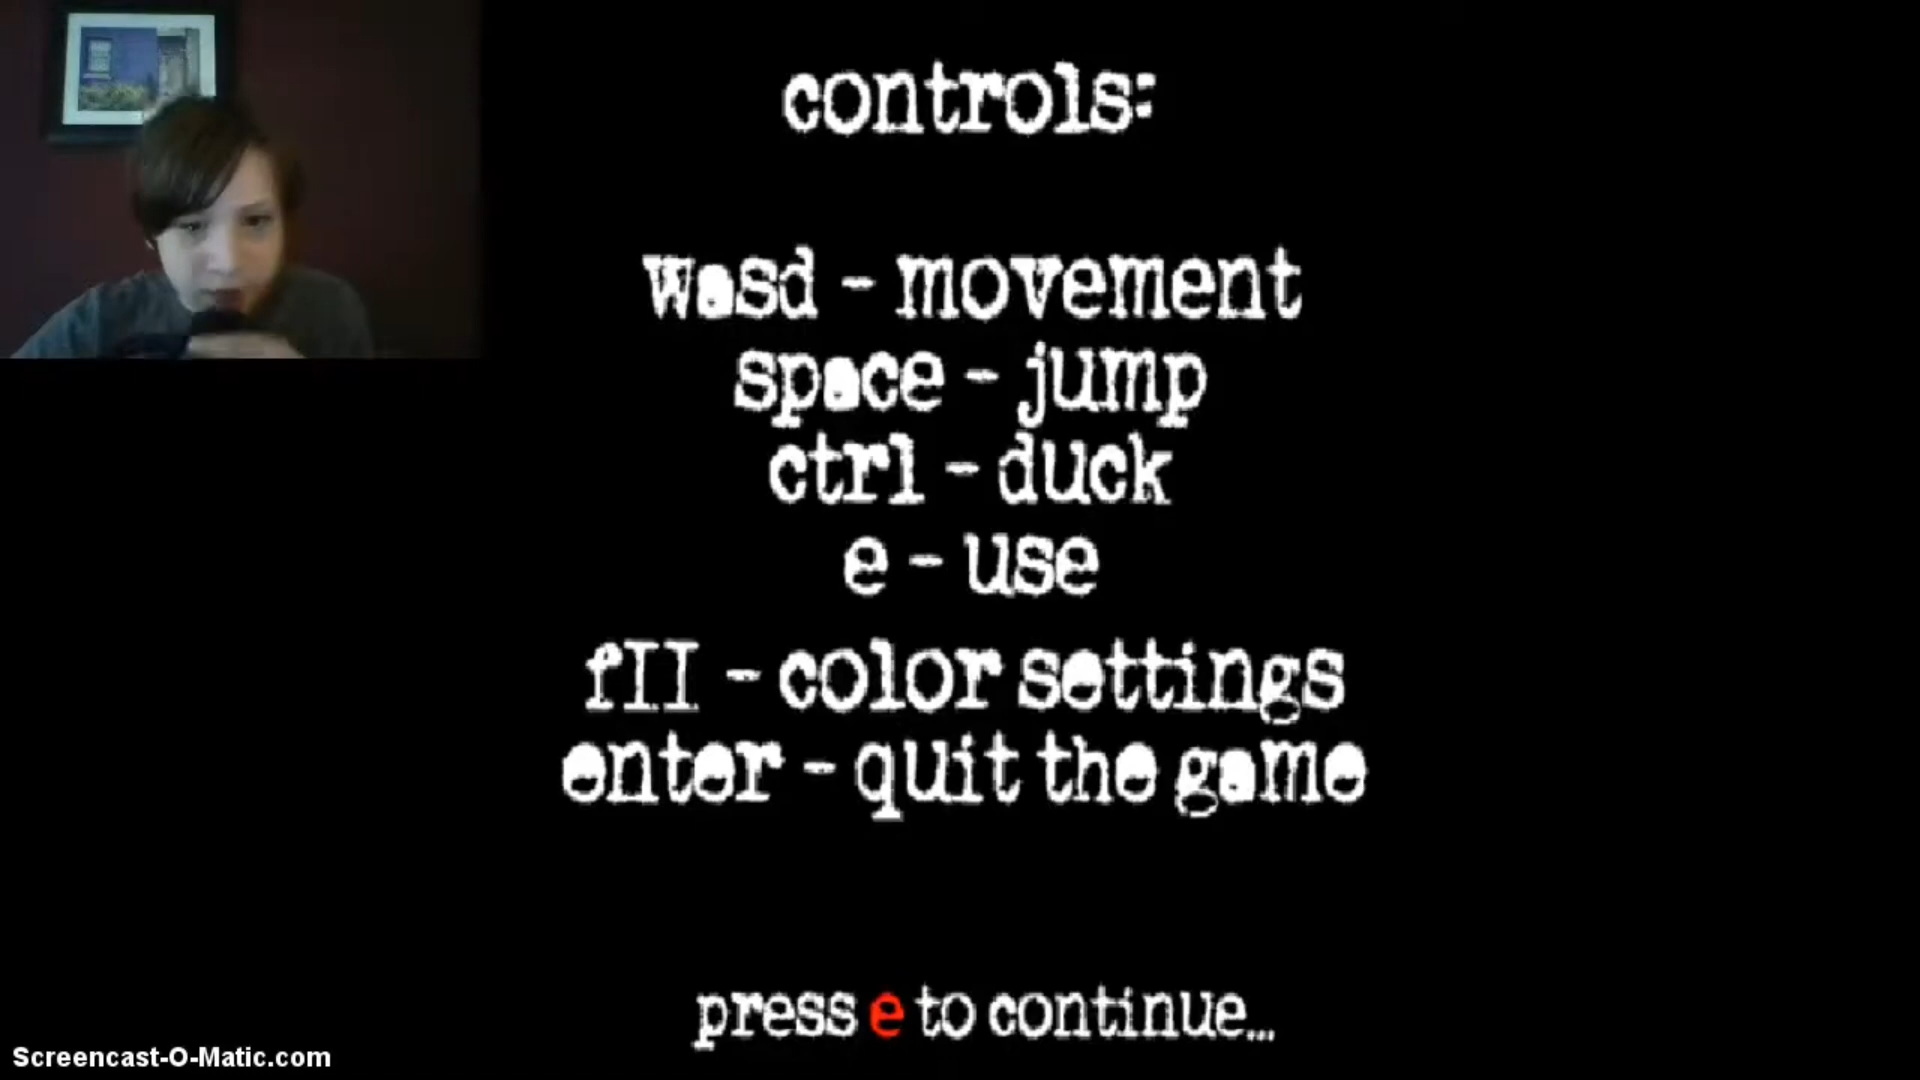 controls:
wasd - movement
space - jump
ctrl - duck
e - use
f11 - color settings
enter - quit the game
press e to continue...
Screencast-O-Matic.com